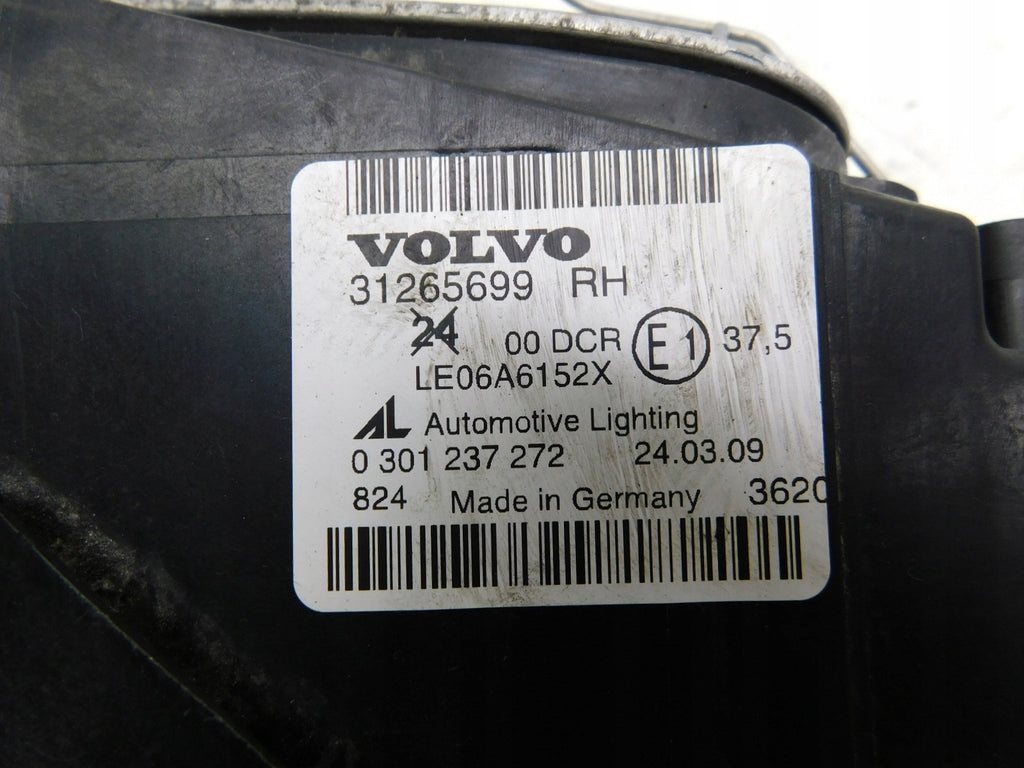 VOLVO
31265699 RH
24 00 DCR E1 37,5
LE06A6152X
AL Automotive Lighting
0 301 237 272 24.03.09
824 Made in Germany 3620